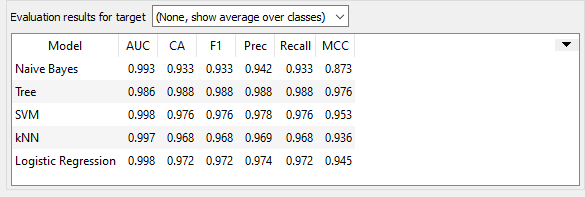 Evaluation results for target (None, show average over classes)
Model AUC CA F1 Prec Recall MCC
Naive Bayes 0.993 0.933 0.933 0.942 0.933 0.873
Tree 0.986 0.988 0.988 0.988 0.988 0.976
SVM 0.998 0.976 0.976 0.978 0.976 0.953
kNN 0.997 0.968 0.968 0.969 0.968 0.936
Logistic Regression 0.998 0.972 0.972 0.974 0.972 0.945